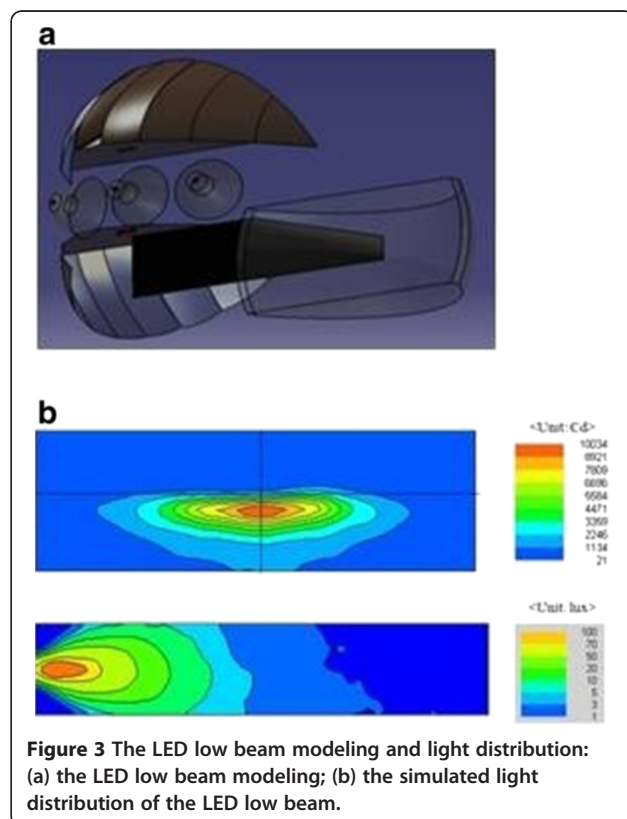 a
b
<Unit: Cd>
10034
8921
7809
6696
5584
4471
3359
2246
1134
21
<Unit. lux>
100
70
50
20
10
5
3
1
Figure 3 The LED low beam modeling and light distribution:
(a) the LED low beam modeling; (b) the simulated light
distribution of the LED low beam.